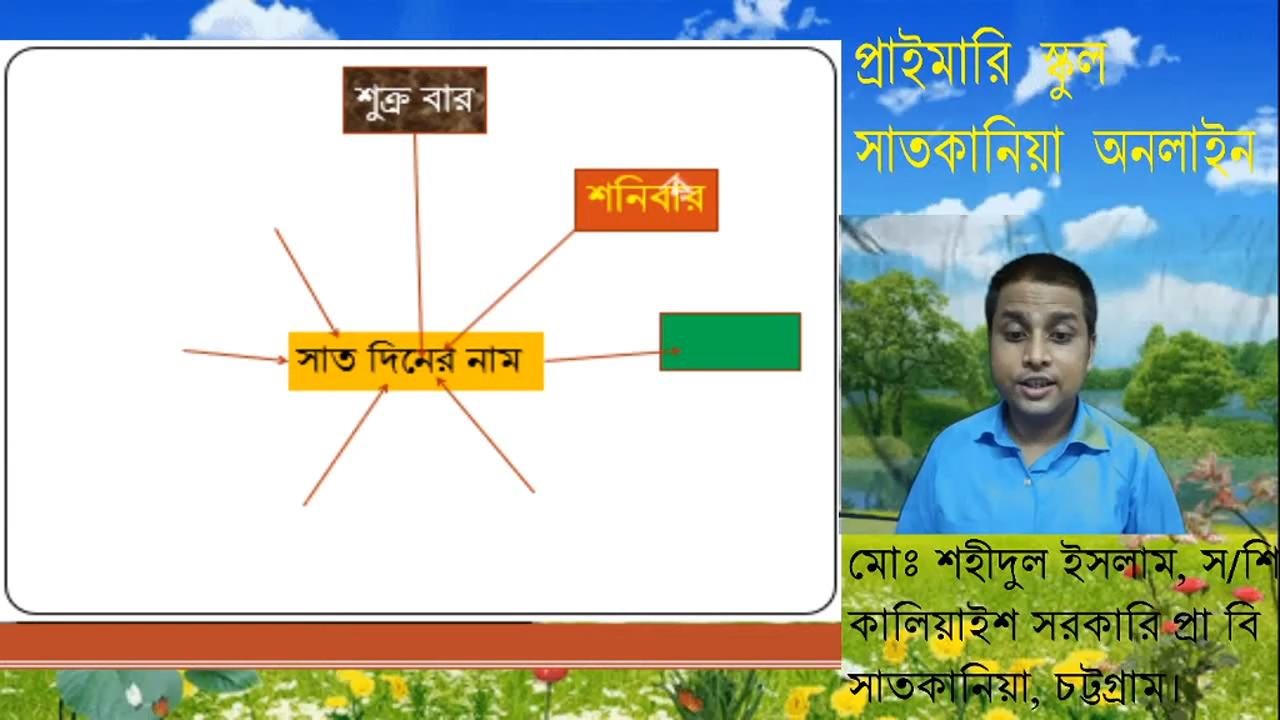 শুক্র বার
শনিবার
সাত দিনের নাম
প্রাইমারি স্কুল
সাতকানিয়া অনলাইন
মোঃ শহীদুল ইসলাম, স/শি
কালিয়াইশ সরকারি প্রা বি
সাতকানিয়া, চট্টগ্রাম।